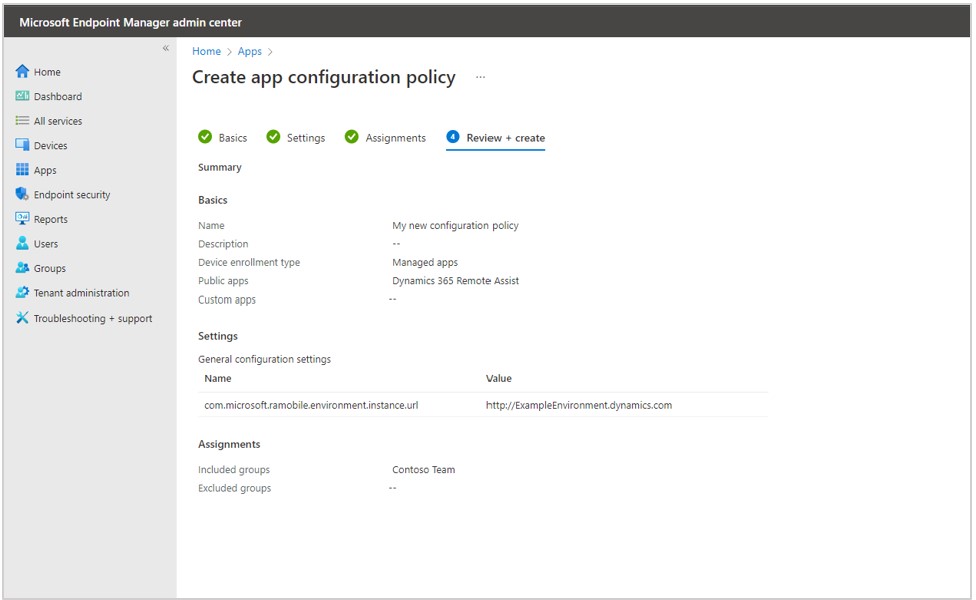 Microsoft Endpoint Manager admin center
«
Home
Dashboard
All services
Devices
Apps
Endpoint security
Reports
Users
Groups
Tenant administration
Troubleshooting + support
Home > Apps >
Create app configuration policy ...
Basics Settings Assignments 4 Review + create
Summary
Basics
Name My new configuration policy
Description --
Device enrollment type Managed apps
Public apps Dynamics 365 Remote Assist
Custom apps --
Settings
General configuration settings
Name Value
com.microsoft.ramobile.environment.instance.url http://ExampleEnvironment.dynamics.com
Assignments
Included groups Contoso Team
Excluded groups --